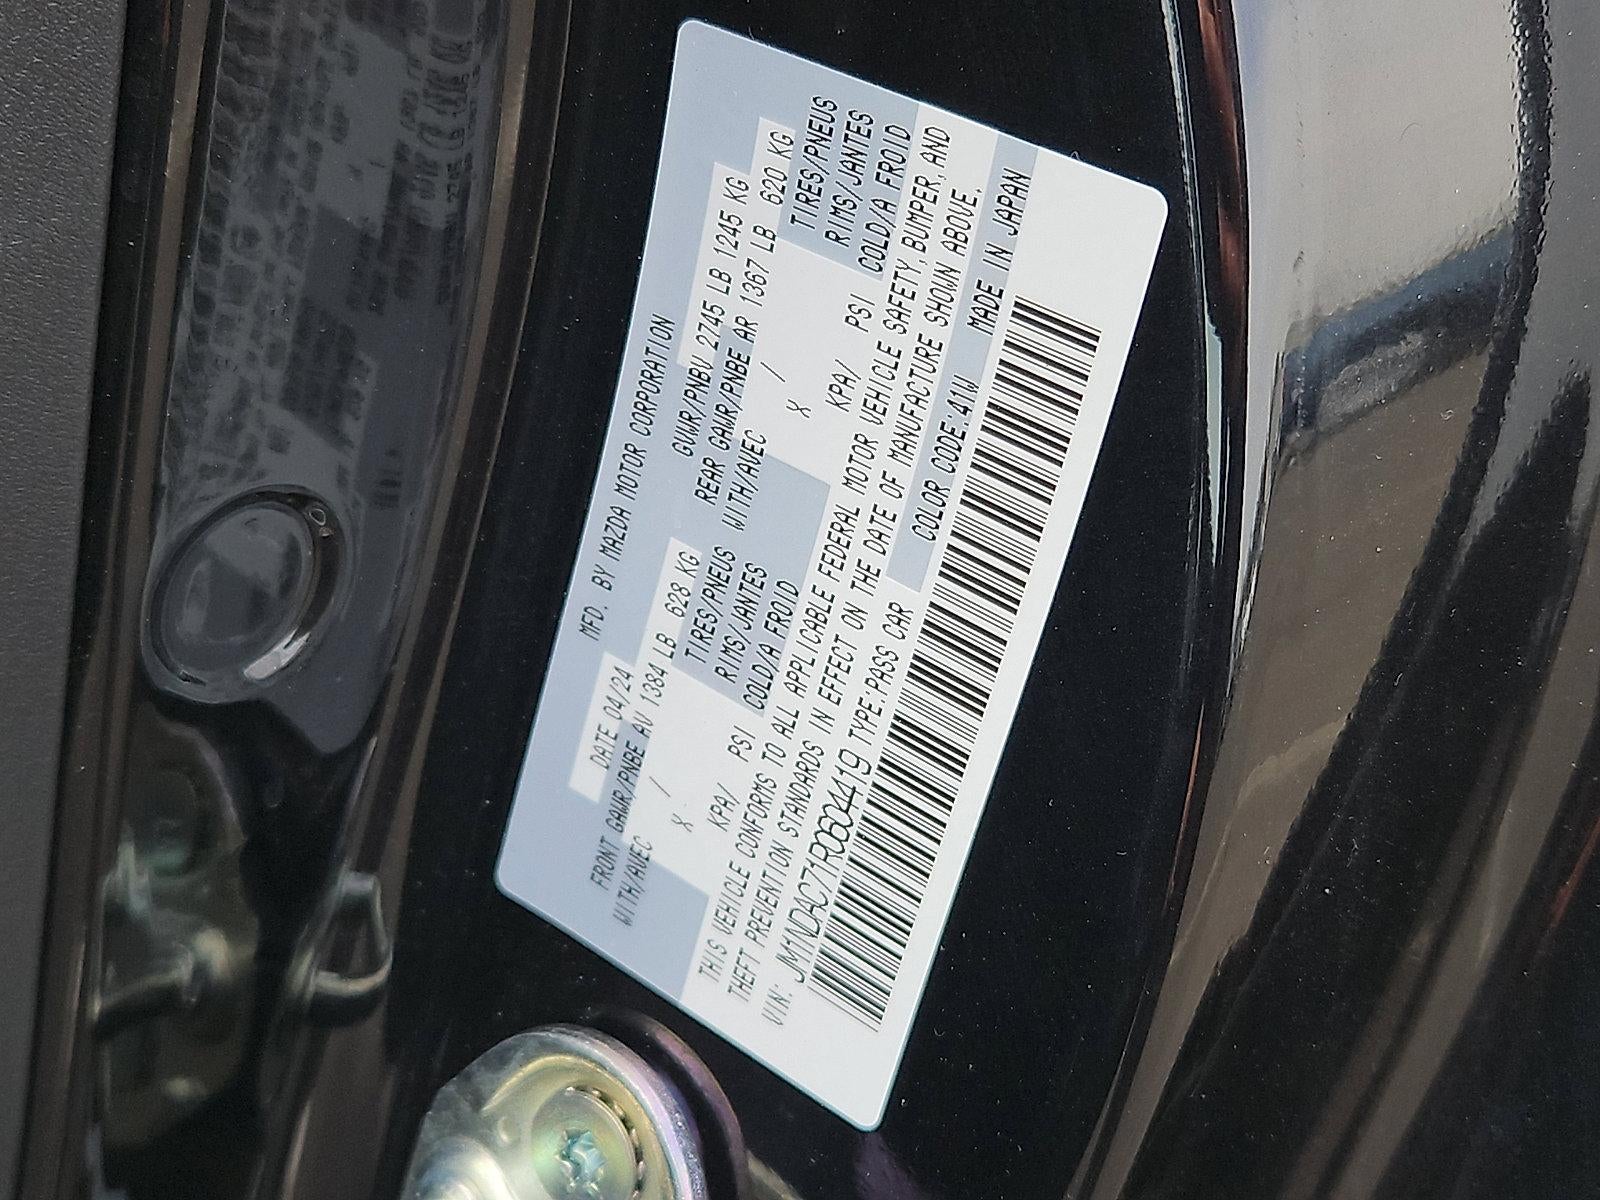 MFD. BY MAZDA MOTOR CORPORATION
DATE 04/24
GVWR/PNBV 2745 LB 1245 KG
FRONT GAWR/PNBE AV 1384 LB 628 KG
REAR GAWR/PNBE AR 1367 LB 620 KG
WITH/AVEC TIRES/PNEUS
WITH/AVEC TIRES/PNEUS
X / RIMS/JANTES
X / RIMS/JANTES
KPA/ PSI COLD/A FROID
KPA/ PSI COLD/A FROID
THIS VEHICLE CONFORMS TO ALL APPLICABLE FEDERAL MOTOR VEHICLE SAFETY, BUMPER, AND
THEFT PREVENTION STANDARDS IN EFFECT ON THE DATE OF MANUFACTURE SHOWN ABOVE.
VIN: JM1NDAC71R0604419 TYPE:PASS CAR COLOR CODE:41W MADE IN JAPAN